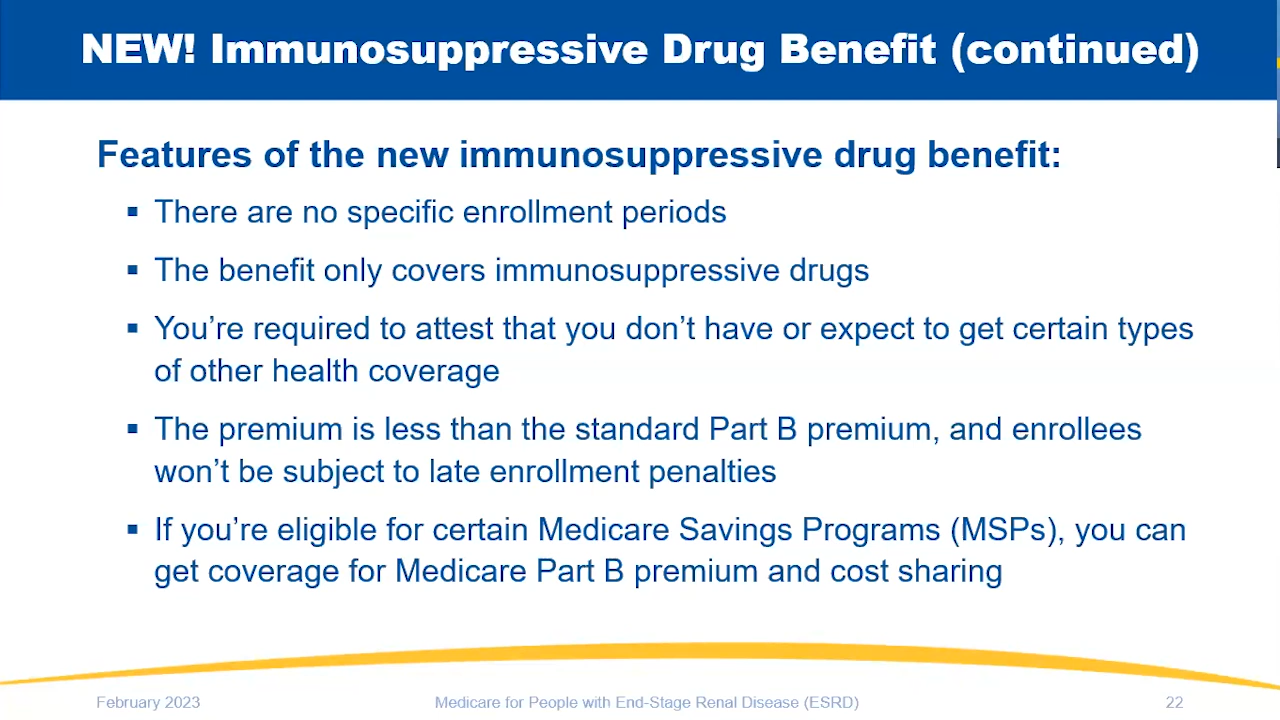 NEW! Immunosuppressive Drug Benefit (continued)
Features of the new immunosuppressive drug benefit:
▪ There are no specific enrollment periods
▪ The benefit only covers immunosuppressive drugs
▪ You’re required to attest that you don’t have or expect to get certain types
of other health coverage
▪ The premium is less than the standard Part B premium, and enrollees
won’t be subject to late enrollment penalties
▪ If you’re eligible for certain Medicare Savings Programs (MSPs), you can
get coverage for Medicare Part B premium and cost sharing
February 2023
Medicare for People with End-Stage Renal Disease (ESRD)
22